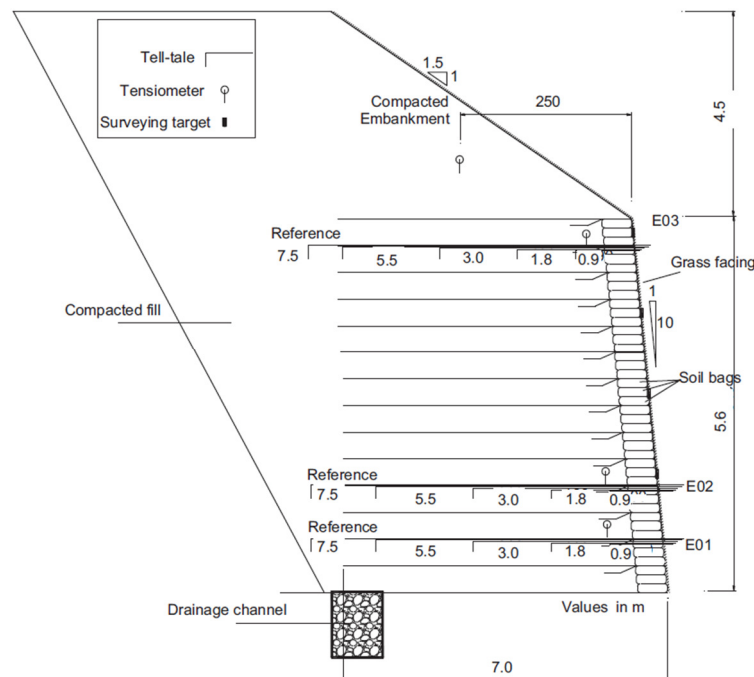 Tell-tale
Tensiometer
Surveying target
1.5
1
Compacted
Embankment
250
4.5
E03
Reference
7.5
5.5
3.0
1.8
0.9
Grass facing
1
10
Compacted fill
Soil bags
5.6
Reference
7.5
5.5
3.0
1.8
0.9
E02
Reference
7.5
5.5
3.0
1.8
0.9
E01
Drainage channel
Values in m
7.0